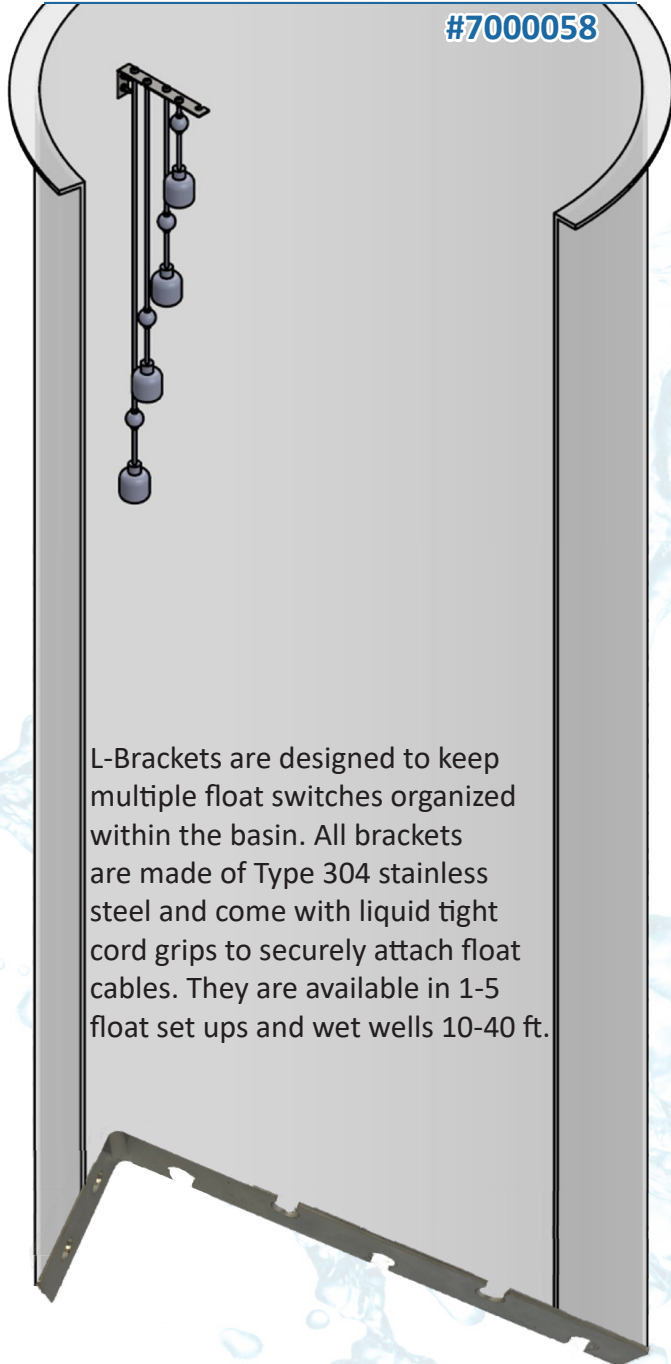 #7000058
L-Brackets are designed to keep
multiple float switches organized
within the basin. All brackets
are made of Type 304 stainless
steel and come with liquid tight
cord grips to securely attach float
cables. They are available in 1-5
float set ups and wet wells 10-40 ft.